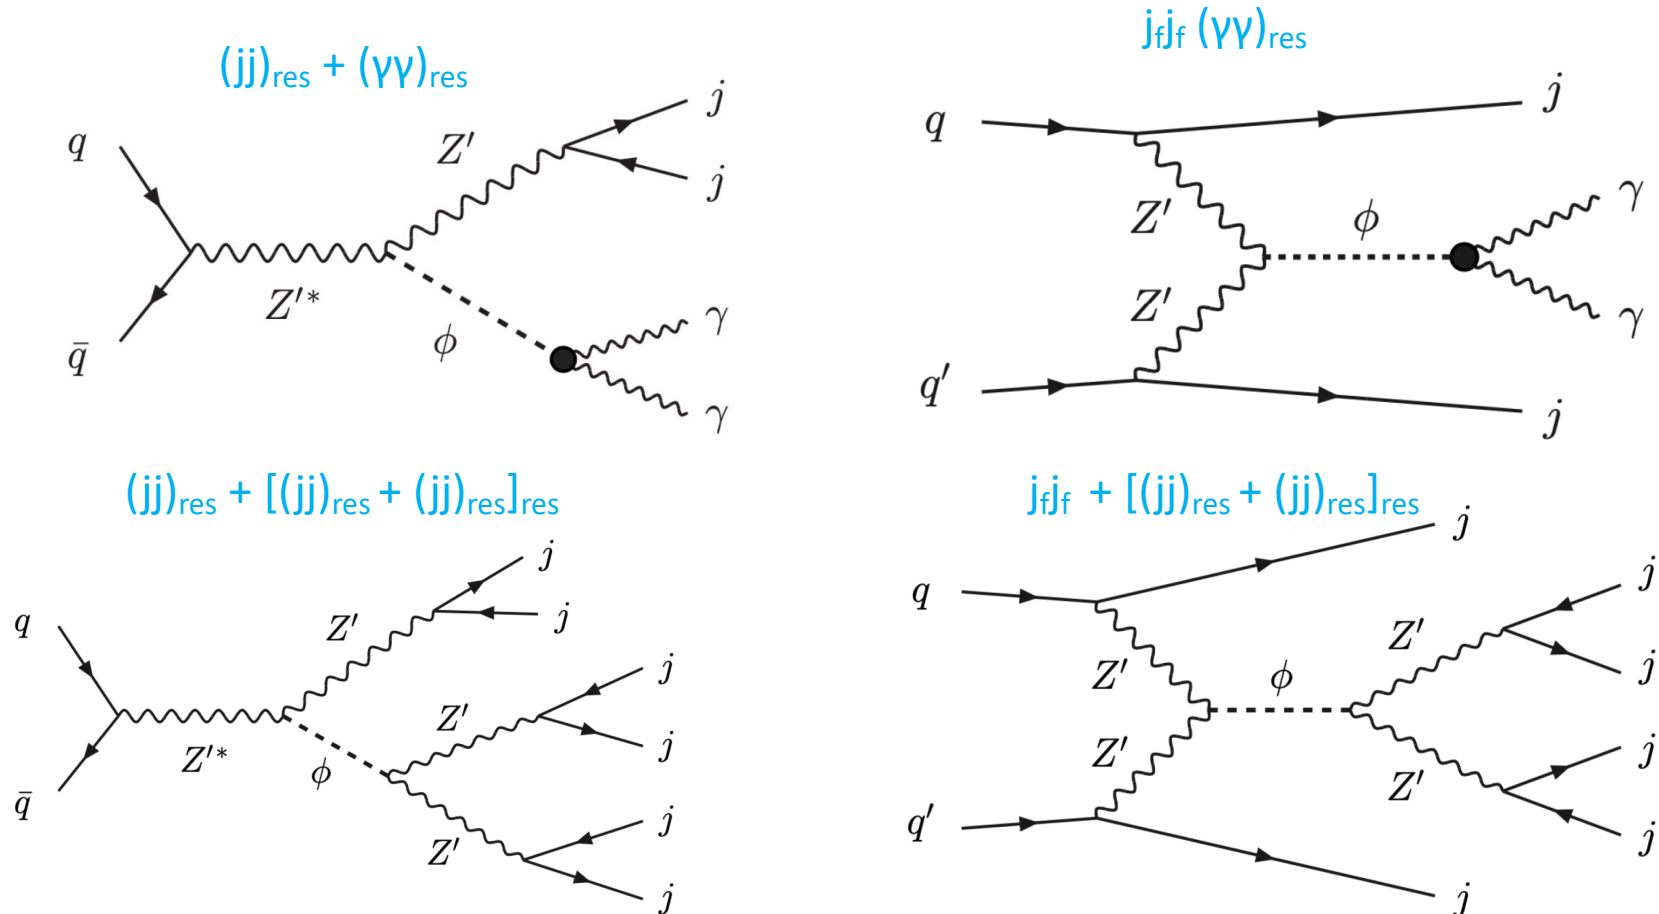 (jj)res + (γγ)res
q
q̄
Z′*
Z′
ϕ
j
j
γ
γ
jfjf (γγ)res
q
q′
Z′
Z′
ϕ
j
γ
γ
j
(jj)res + [(jj)res + (jj)res]res
q
q̄
Z′*
Z′
ϕ
Z′
Z′
j
j
j
j
j
j
jfjf + [(jj)res + (jj)res]res
q
q′
Z′
Z′
ϕ
Z′
Z′
j
j
j
j
j
j